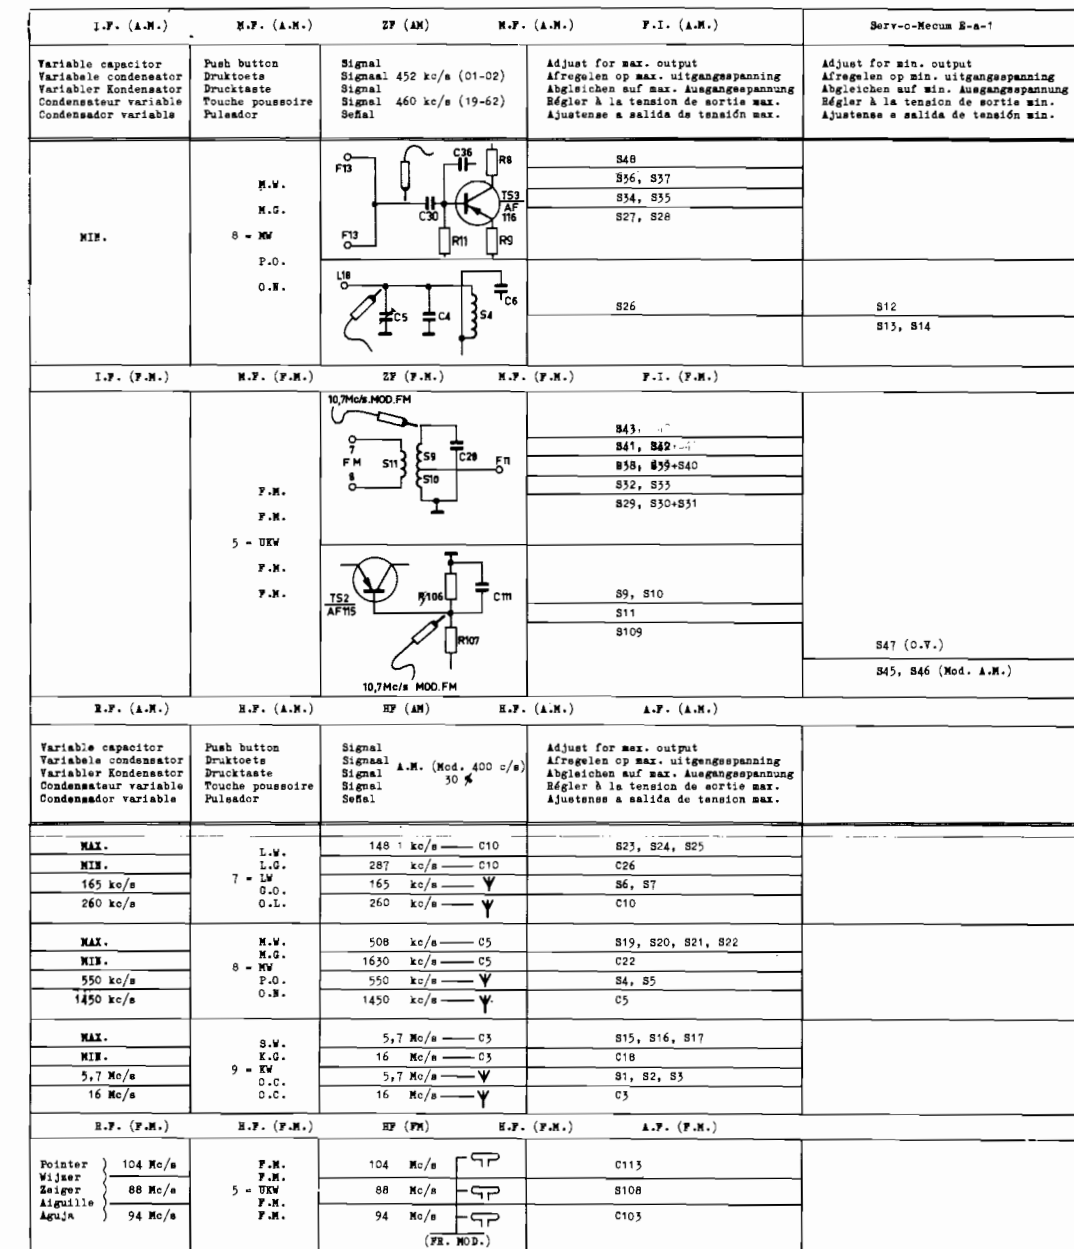 I.F. (A.M.) M.F. (A.M.) ZF (AM) M.F. (A.M.) F.I. (A.M.) Serv-o-Mecum E-a-1
Variable capacitor Push button Signal Adjust for max. output Adjust for min. output
Variabele condensator Druktoets Signaal 452 kc/s (01-02) Afregelen op max. uitgangsspanning Afregelen op min. uitgangsspanning
Variabler Kondensator Drucktaste Signal Abgleichen auf max. Ausgangsspannung Abgleichen auf min. Ausgangsspannung
Condensateur variable Touche poussoire Signal 460 kc/s (19-62) Régler à la tension de sortie max. Régler à la tension de sortie min.
Condensador variable Pulsador Señal Ajustense a salida de tensión max. Ajustense a salida de tensión min.
MIN.
M.W.
M.G.
8 - MW
P.O.
O.N.
F13 C36 R8
TS3
AF
116
C30
F13 R11 R9
S48
S36, S37
S34, S35
S27, S28
L18 C6
C5 C4 S4
S26 S12
S13, S14
I.F. (F.M.) M.F. (F.M.) ZF (F.M.) M.F. (F.M.) F.I. (F.M.)
F.M.
F.M.
5 - UKW
F.M.
F.M.
10,7Mc/s.MOD.FM
7
FM S11 S9 C29 F11
8 S10
S43,
S41, S42
S38, S39+S40
S32, S33
S29, S30+S31
TS2
AF115
R106 C111
R107
10,7Mc/s MOD.FM
S9, S10
S11
S109
S47 (O.V.)
S45, S46 (Mod. A.M.)
R.F. (A.M.) H.F. (A.M.) HF (AM) H.F. (A.M.) A.F. (A.M.)
Variable capacitor Push button Signal Adjust for max. output
Variabele condensator Druktoets Signaal A.M. (Mod. 400 c/s) Afregelen op max. uitgengsspanning
Variabler Kondensator Drucktaste Signal 30 % Abgleichen auf max. Ausgangsspannung
Condensateur variable Touche poussoire Signal Régler à la tension de sortie max.
Condensador variable Pulsador Señal Ajustense a salida de tension max.
MAX. 148 kc/s C10 S23, S24, S25
MIN. 287 kc/s C10 C26
165 kc/s 165 kc/s S6, S7
260 kc/s 260 kc/s C10
L.W.
L.G.
7 - LW
G.O.
O.L.
MAX. 508 kc/s C5 S19, S20, S21, S22
MIN. 1630 kc/s C5 C22
550 kc/s 550 kc/s S4, S5
1450 kc/s 1450 kc/s C5
M.W.
M.G.
8 - MW
P.O.
O.N.
MAX. 5,7 Mc/s C3 S15, S16, S17
MIN. 16 Mc/s C3 C18
5,7 Mc/s 5,7 Mc/s S1, S2, S3
16 Mc/s 16 Mc/s C3
S.W.
K.G.
9 - KW
O.C.
O.C.
R.F. (F.M.) H.F. (F.M.) HF (FM) H.F. (F.M.) A.F. (F.M.)
Pointer ) 104 Mc/s F.M. 104 Mc/s C113
Wijzer F.M.
Zeiger ) 88 Mc/s 5 - UKW 88 Mc/s S108
Aiguille F.M.
Aguja ) 94 Mc/s F.M. 94 Mc/s C103
(FR. MOD.)